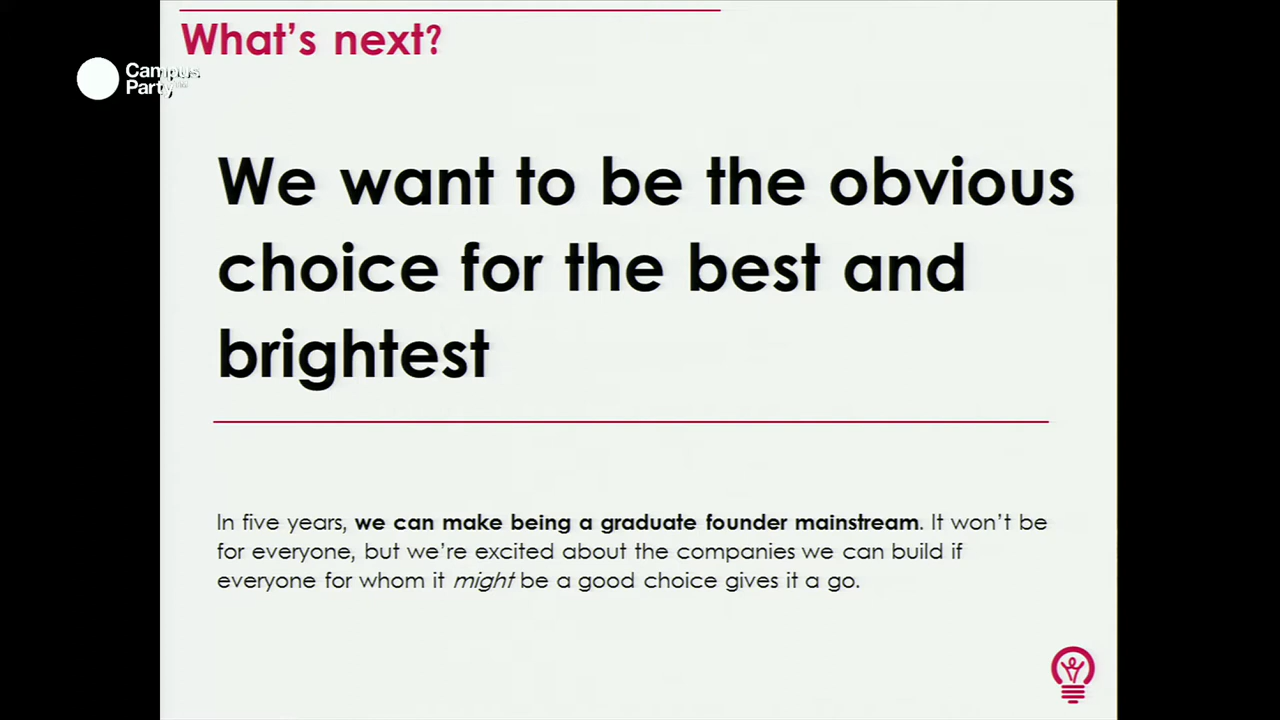 What's next?
Campus
Party
We want to be the obvious
choice for the best and
brightest
In five years, we can make being a graduate founder mainstream. It won't be
for everyone, but we're excited about the companies we can build if
everyone for whom it might be a good choice gives it a go.